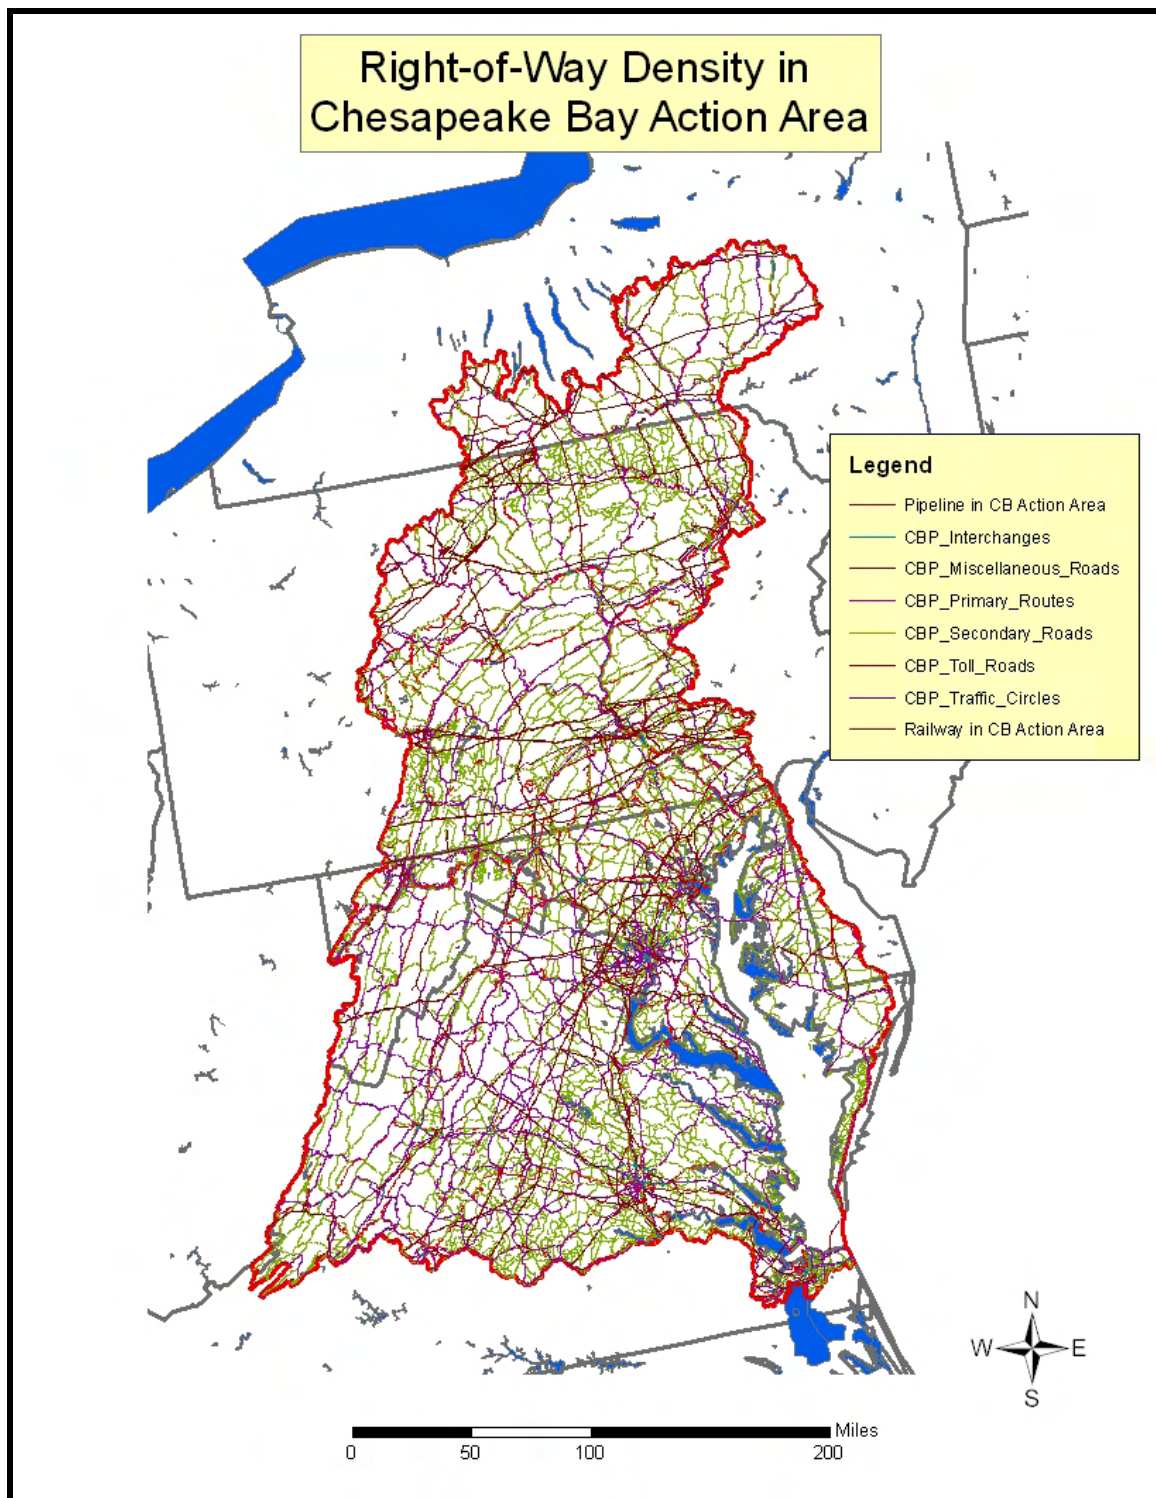 Right-of-Way Density in
Chesapeake Bay Action Area
Legend
Pipeline in CB Action Area
CBP_Interchanges
CBP_Miscellaneous_Roads
CBP_Primary_Routes
CBP_Secondary_Roads
CBP_Toll_Roads
CBP_Traffic_Circles
Railway in CB Action Area
N
W E
S
Miles
0 50 100 200